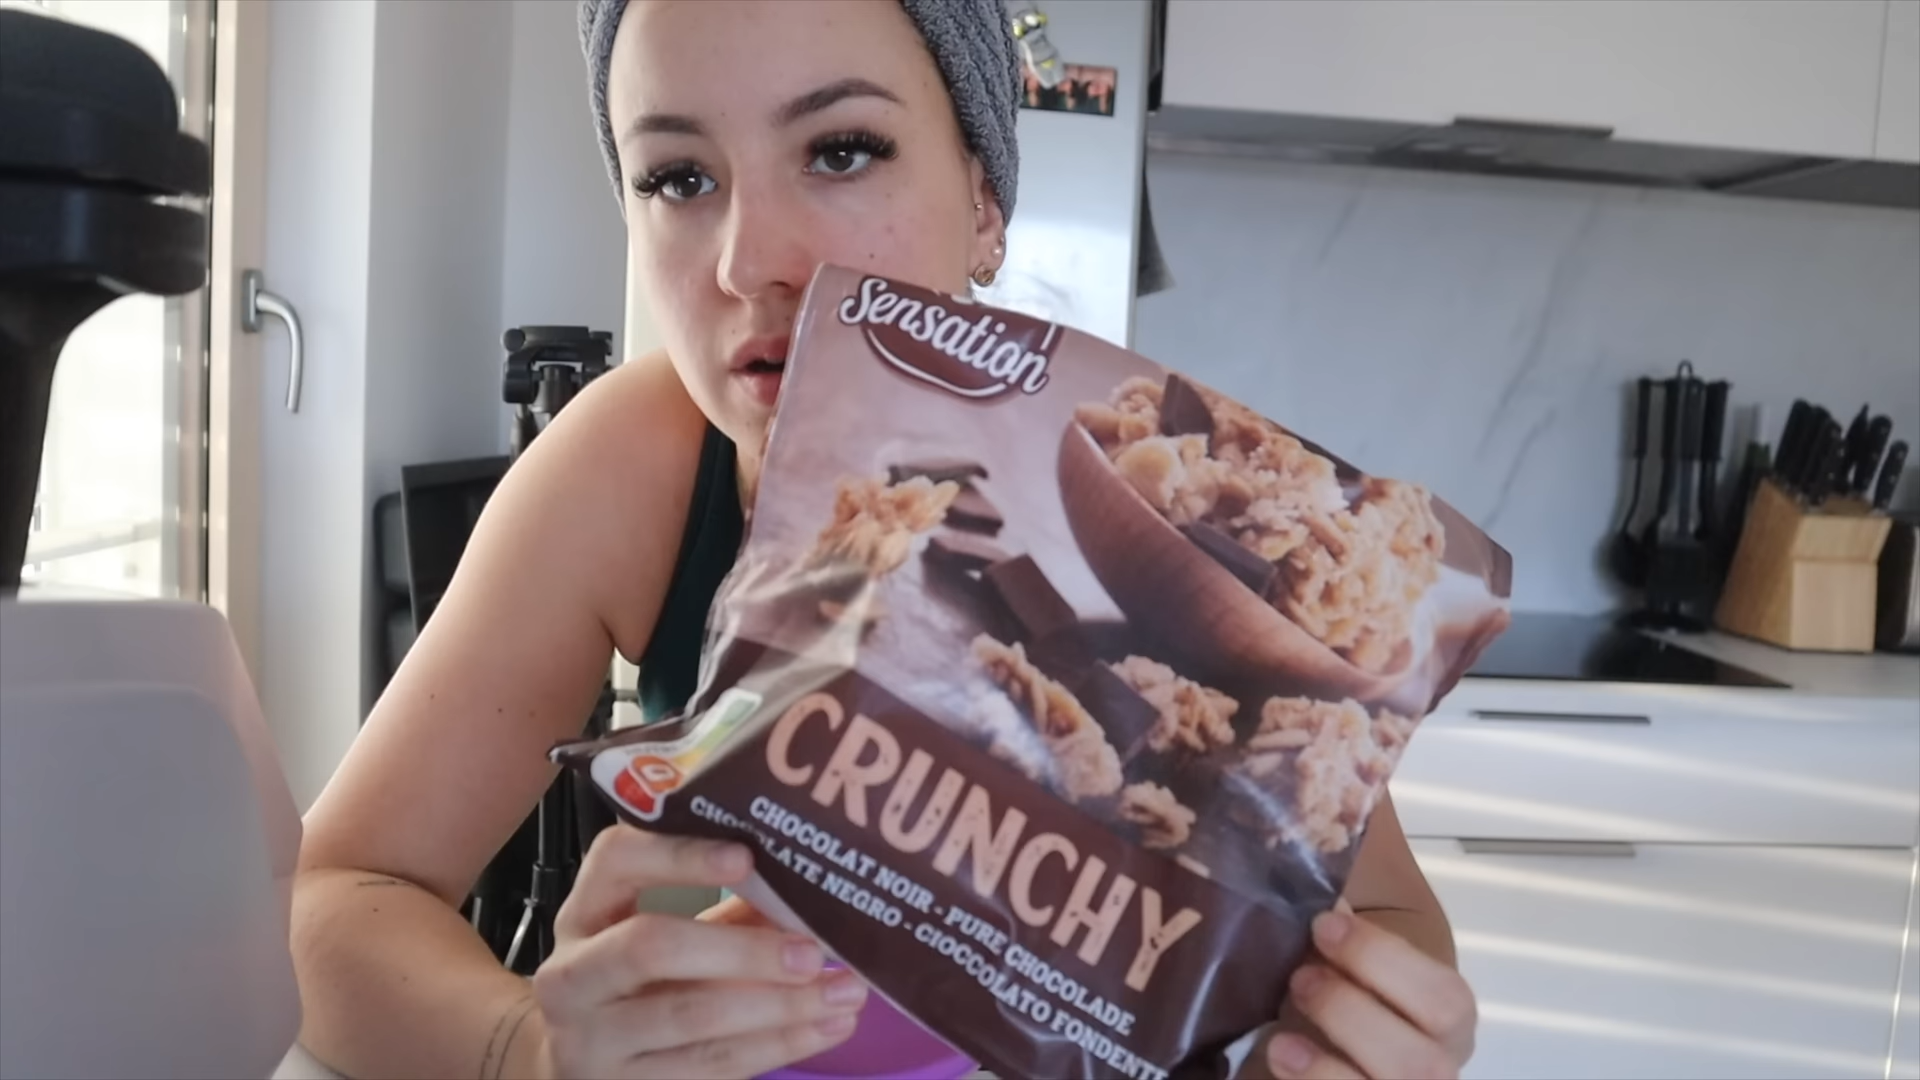 Sensation
CRUNCHY
CHOCOLAT NOIR - PURE CHOCOLADE
CHOCOLATE NEGRO - CIOCCOLATO FONDENTE